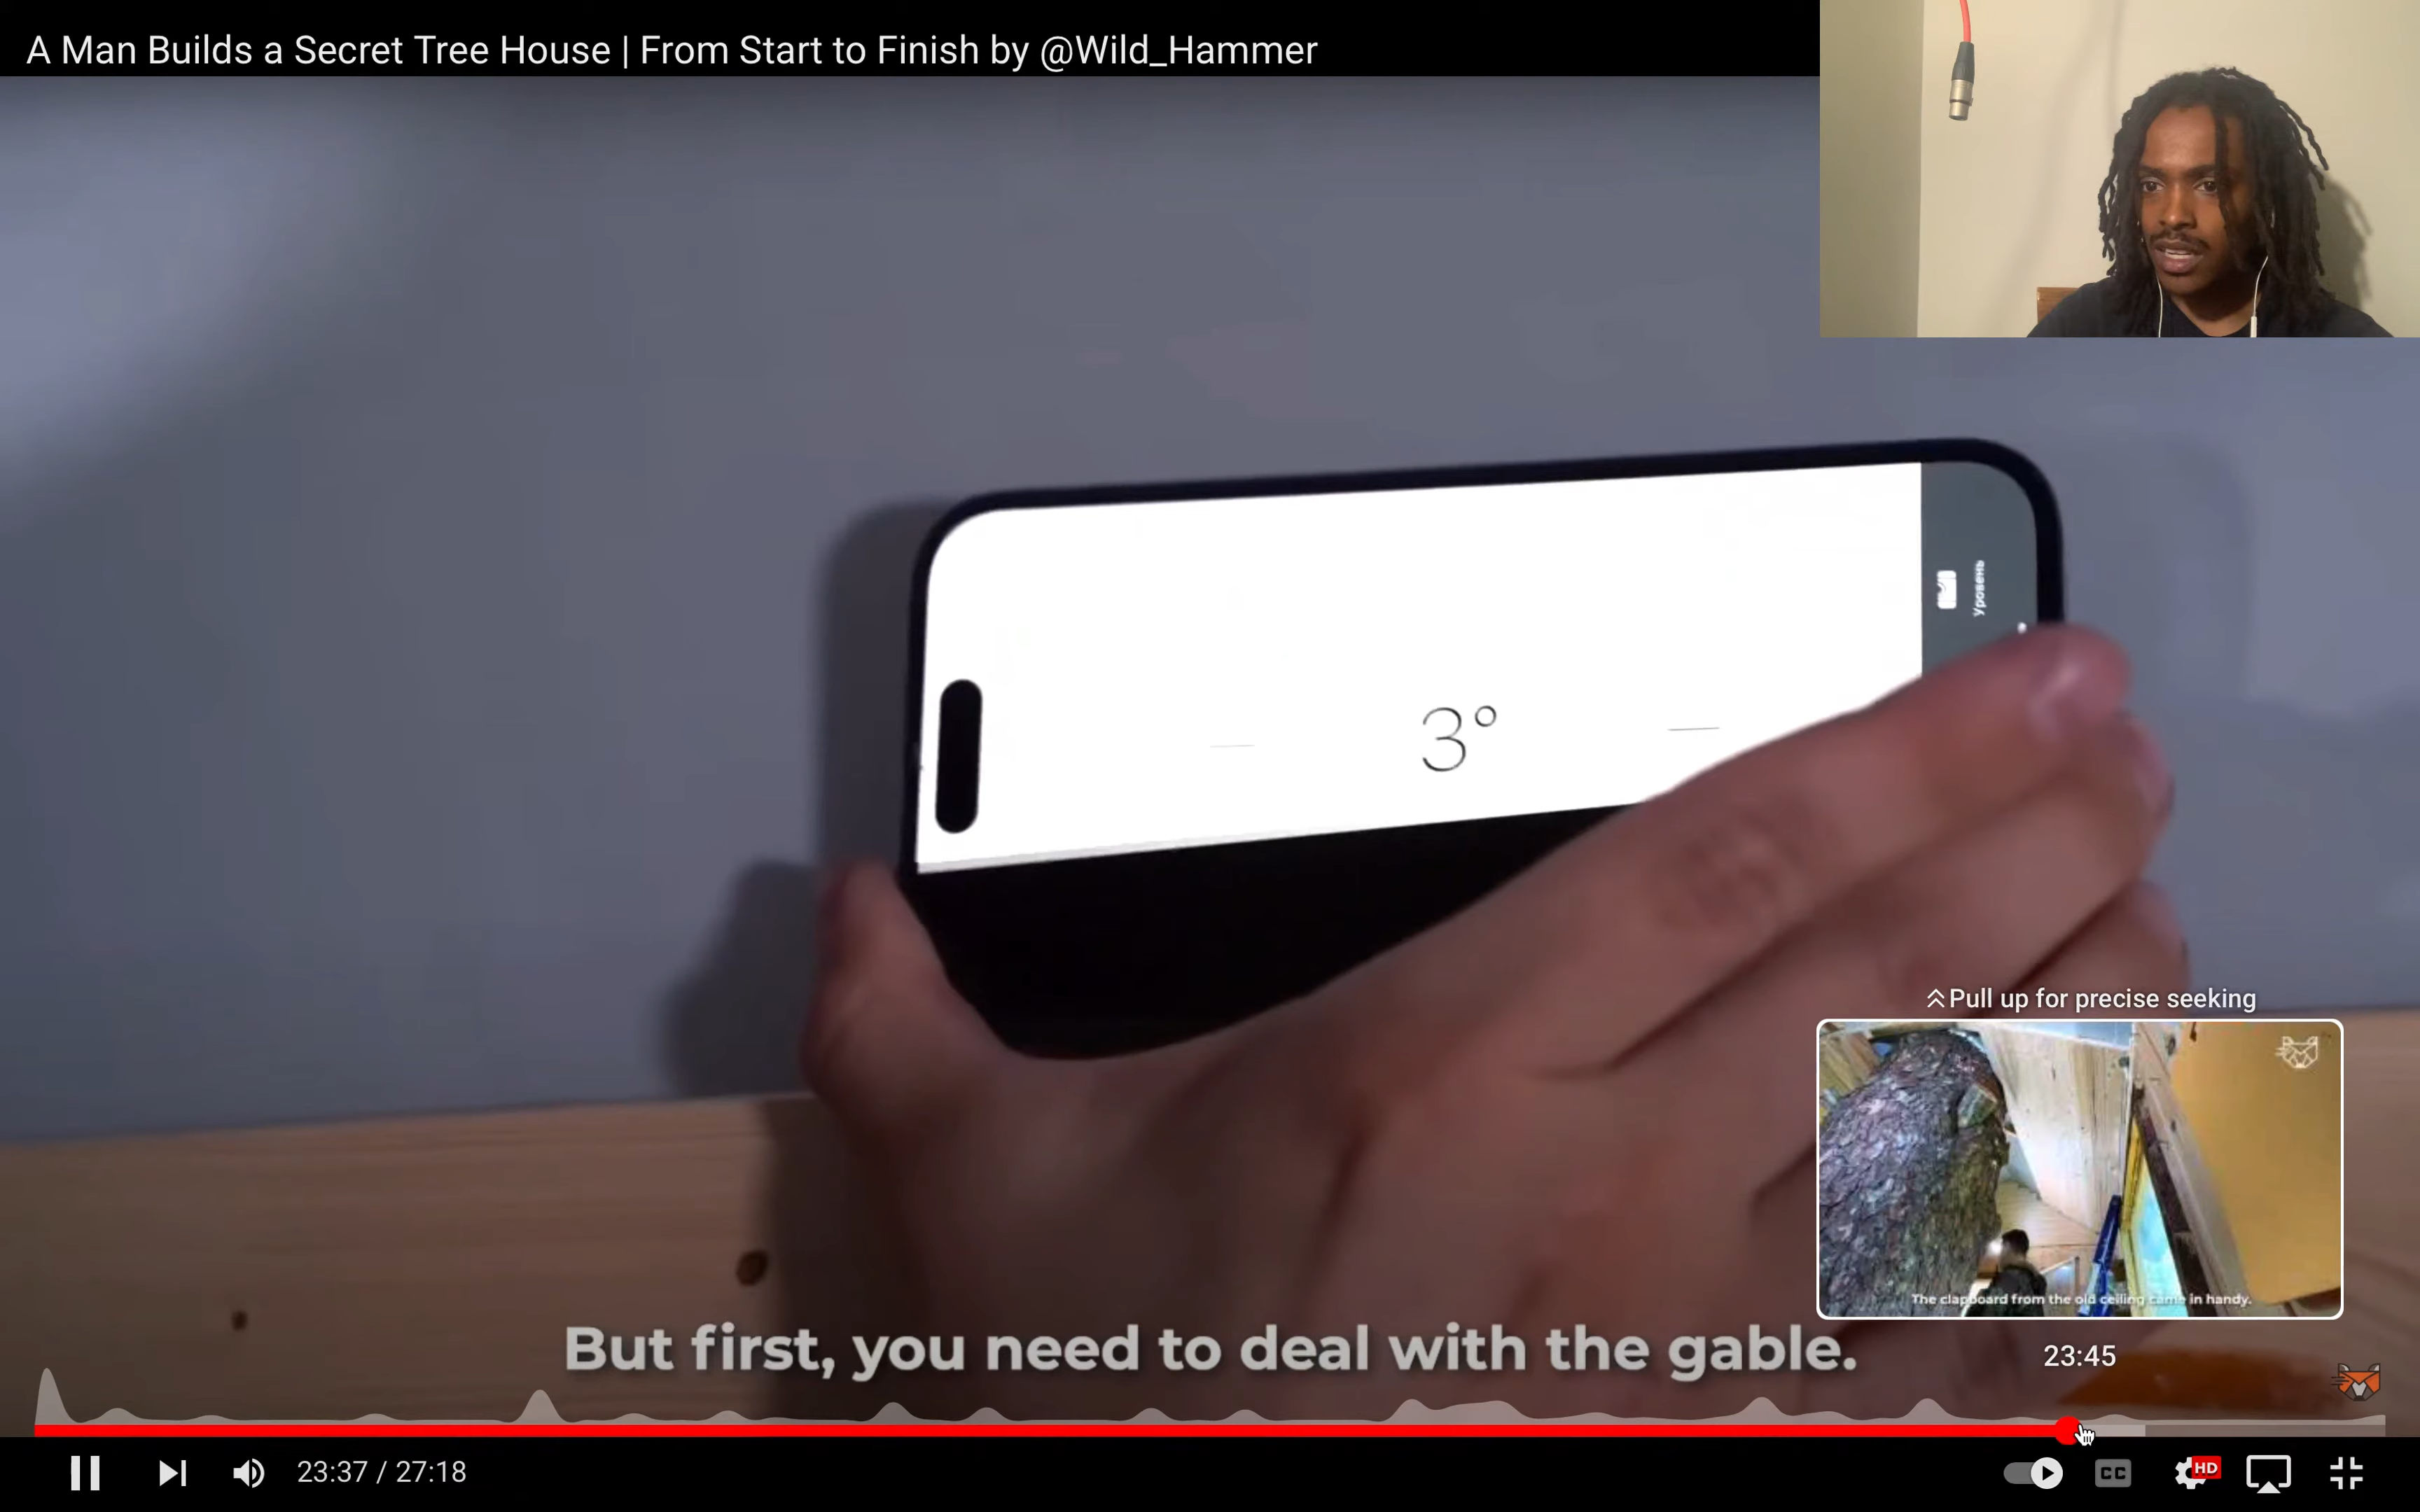 A Man Builds a Secret Tree House | From Start to Finish by @Wild_Hammer
3°
Уровень
Pull up for precise seeking
The clapboard from the old ceiling came in handy.
But first, you need to deal with the gable.
23:45
23:37 / 27:18
CC
HD